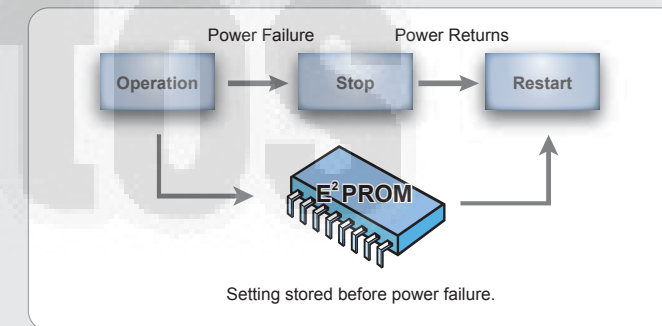 Power Failure Power Returns
Operation Stop Restart
E²PROM
Setting stored before power failure.